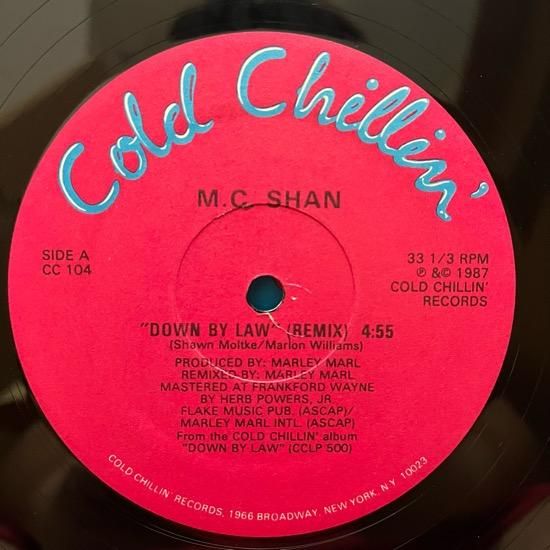 Cold Chillin'
M.C. SHAN
SIDE A
CC 104
33 1/3 RPM
℗ &© 1987
COLD CHILLIN'
RECORDS
"DOWN BY LAW" (REMIX) 4:55
(Shawn Moltke/Marlon Williams)
PRODUCED BY: MARLEY MARL
REMIXED BY: MARLEY MARL
MASTERED AT FRANKFORD WAYNE
BY HERB POWERS, JR.
FLAKE MUSIC PUB. (ASCAP)/
MARLEY MARL INTL. (ASCAP)
From the COLD CHILLIN' album
"DOWN BY LAW" (CCLP 500)
COLD CHILLIN' RECORDS, 1966 BROADWAY, NEW YORK, N.Y. 10023